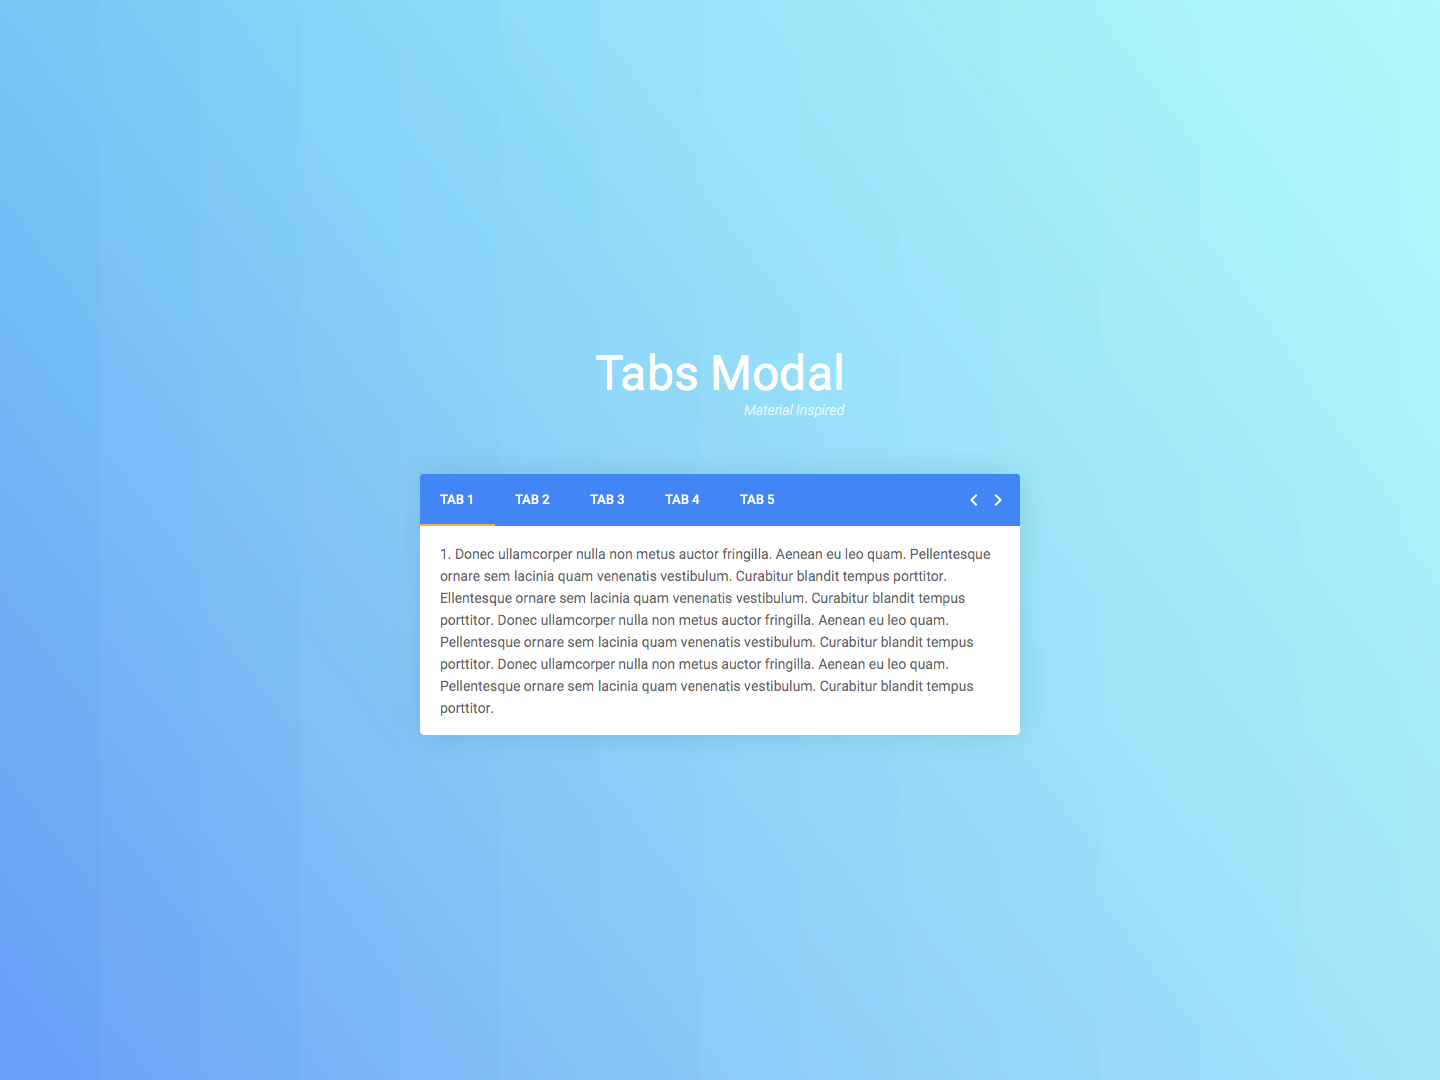 Tabs Modal
Material Inspired
TAB 1 TAB 2 TAB 3 TAB 4 TAB 5
1. Donec ullamcorper nulla non metus auctor fringilla. Aenean eu leo quam. Pellentesque
ornare sem lacinia quam venenatis vestibulum. Curabitur blandit tempus porttitor.
Ellentesque ornare sem lacinia quam venenatis vestibulum. Curabitur blandit tempus
porttitor. Donec ullamcorper nulla non metus auctor fringilla. Aenean eu leo quam.
Pellentesque ornare sem lacinia quam venenatis vestibulum. Curabitur blandit tempus
porttitor. Donec ullamcorper nulla non metus auctor fringilla. Aenean eu leo quam.
Pellentesque ornare sem lacinia quam venenatis vestibulum. Curabitur blandit tempus
porttitor.